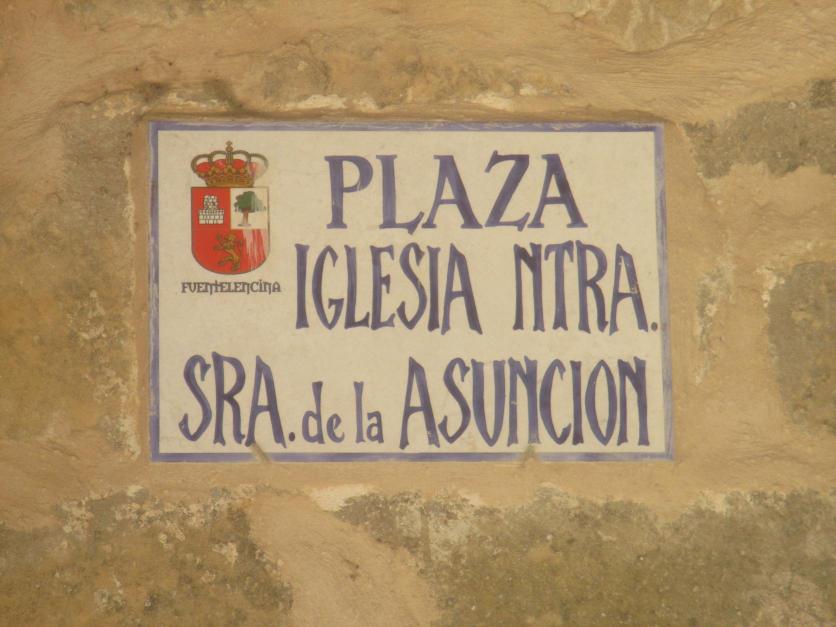 PLAZA
IGLESIA NTRA.
FUENTELENCINA
SRA. de la ASUNCION